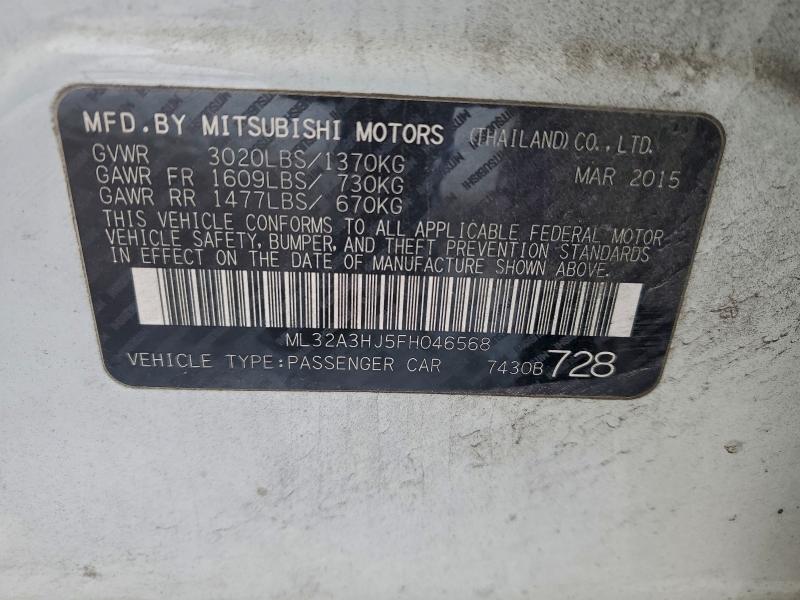 MFD.BY MITSUBISHI MOTORS (THAILAND)CO.,LTD.
GVWR 3020LBS/1370KG MAR 2015
GAWR FR 1609LBS/ 730KG
GAWR RR 1477LBS/ 670KG
THIS VEHICLE CONFORMS TO ALL APPLICABLE FEDERAL MOTOR
VEHICLE SAFETY, BUMPER, AND THEFT PREVENTION STANDARDS
IN EFFECT ON THE DATE OF MANUFACTURE SHOWN ABOVE.
ML32A3HJ5FH046568
VEHICLE TYPE:PASSENGER CAR 7430B 728